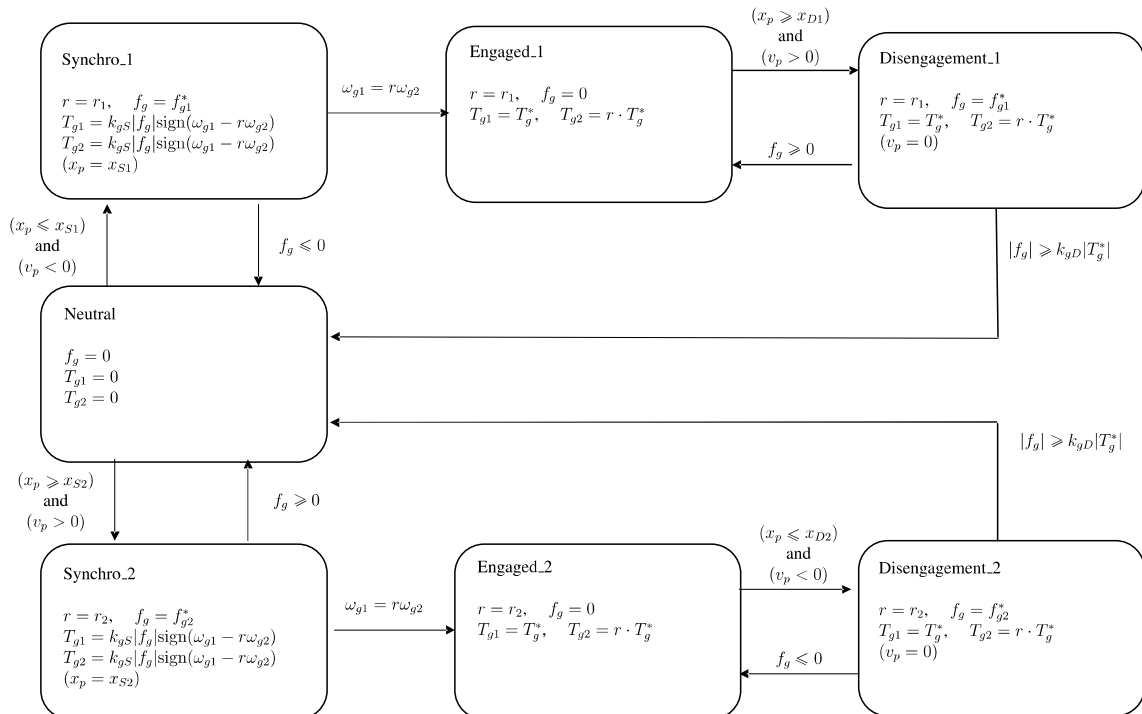 Synchro_1
r = r₁, f_g = f*_{g1}
T_{g1} = k_{gS}|f_g|sign(ω_{g1} − rω_{g2})
T_{g2} = k_{gS}|f_g|sign(ω_{g1} − rω_{g2})
(x_p = x_{S1})
ω_{g1} = rω_{g2}
Engaged_1
r = r₁, f_g = 0
T_{g1} = T*_g, T_{g2} = r · T*_g
(x_p ⩾ x_{D1})
and
(v_p > 0)
f_g ⩾ 0
Disengagement_1
r = r₁, f_g = f*_{g1}
T_{g1} = T*_g, T_{g2} = r · T*_g
(v_p = 0)
(x_p ⩽ x_{S1})
and
(v_p < 0)
f_g ⩽ 0
|f_g| ⩾ k_{gD}|T*_g|
Neutral
f_g = 0
T_{g1} = 0
T_{g2} = 0
|f_g| ⩾ k_{gD}|T*_g|
(x_p ⩾ x_{S2})
and
(v_p > 0)
f_g ⩾ 0
Synchro_2
r = r₂, f_g = f*_{g2}
T_{g1} = k_{gS}|f_g|sign(ω_{g1} − rω_{g2})
T_{g2} = k_{gS}|f_g|sign(ω_{g1} − rω_{g2})
(x_p = x_{S2})
ω_{g1} = rω_{g2}
Engaged_2
r = r₂, f_g = 0
T_{g1} = T*_g, T_{g2} = r · T*_g
(x_p ⩽ x_{D2})
and
(v_p < 0)
f_g ⩽ 0
Disengagement_2
r = r₂, f_g = f*_{g2}
T_{g1} = T*_g, T_{g2} = r · T*_g
(v_p = 0)